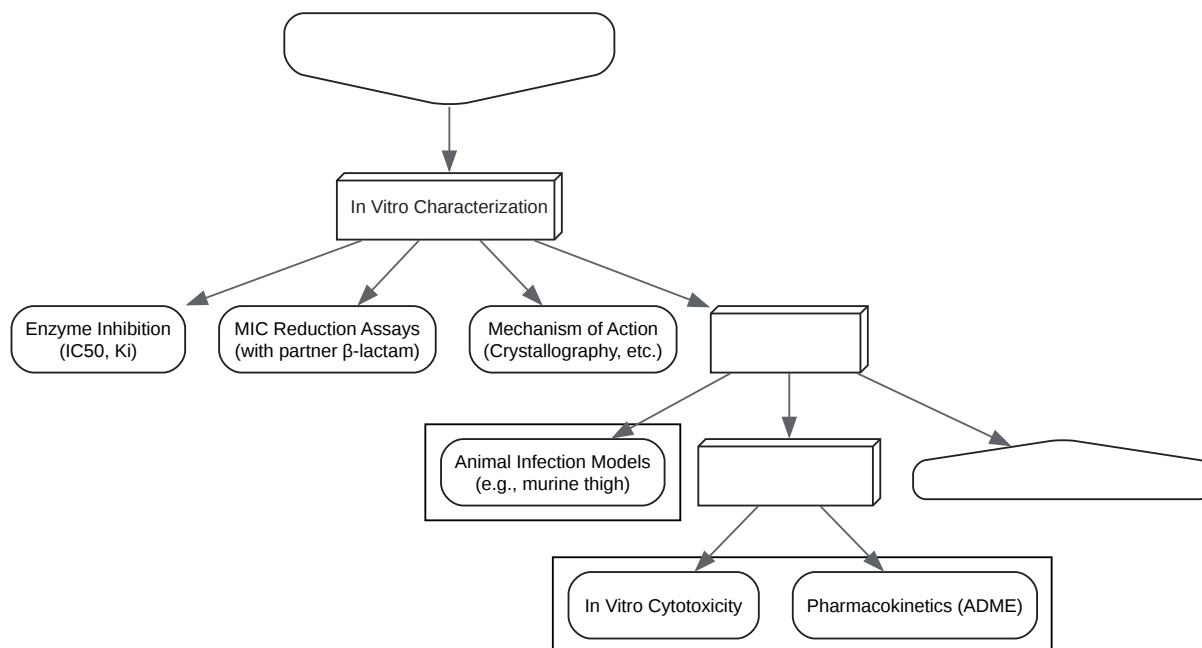 In Vitro Characterization
Enzyme Inhibition
(IC50, Ki)
MIC Reduction Assays
(with partner β-lactam)
Mechanism of Action
(Crystallography, etc.)
Animal Infection Models
(e.g., murine thigh)
In Vitro Cytotoxicity
Pharmacokinetics (ADME)